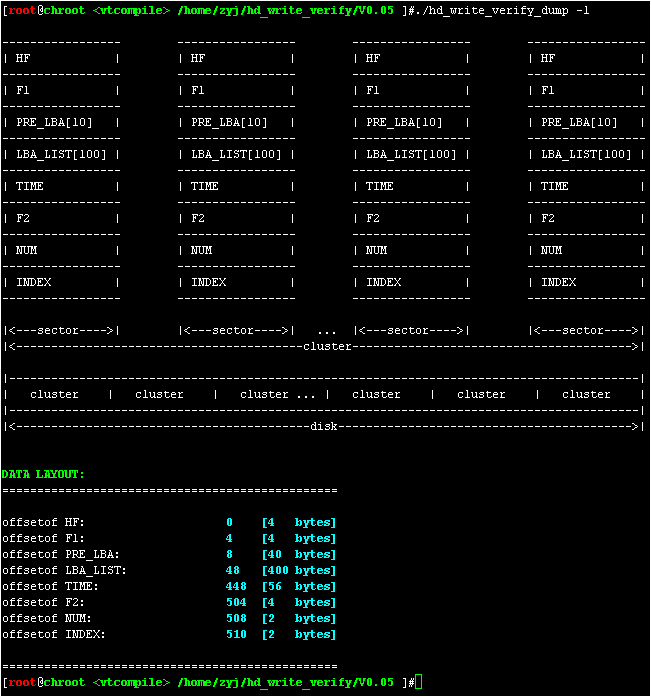 [root@chroot <vtcompile> /home/zyj/hd_write_verify/V0.05 ]#./hd_write_verify_dump -l

-----------------        -----------------        -----------------        -----------------
| HF            |        | HF            |        | HF            |        | HF            |
-----------------        -----------------        -----------------        -----------------
| F1            |        | F1            |        | F1            |        | F1            |
-----------------        -----------------        -----------------        -----------------
| PRE_LBA[10]   |        | PRE_LBA[10]   |        | PRE_LBA[10]   |        | PRE_LBA[10]   |
-----------------        -----------------        -----------------        -----------------
| LBA_LIST[100] |        | LBA_LIST[100] |        | LBA_LIST[100] |        | LBA_LIST[100] |
-----------------        -----------------        -----------------        -----------------
| TIME          |        | TIME          |        | TIME          |        | TIME          |
-----------------        -----------------        -----------------        -----------------
| F2            |        | F2            |        | F2            |        | F2            |
-----------------        -----------------        -----------------        -----------------
| NUM           |        | NUM           |        | NUM           |        | NUM           |
-----------------        -----------------        -----------------        -----------------
| INDEX         |        | INDEX         |        | INDEX         |        | INDEX         |
-----------------        -----------------        -----------------        -----------------

|<---sector---->|        |<---sector---->|   ...  |<---sector---->|        |<---sector---->|
|<-----------------------------------------cluster---------------------------------------->|

|------------------------------------------------------------------------------------------|
|   cluster    |   cluster    |   cluster ... |   cluster    |   cluster    |   cluster    |
|------------------------------------------------------------------------------------------|
|<------------------------------------------disk------------------------------------------>|

DATA LAYOUT:
================================================

offsetof HF:                    0    [4   bytes]
offsetof F1:                    4    [4   bytes]
offsetof PRE_LBA:               8    [40  bytes]
offsetof LBA_LIST:              48   [400 bytes]
offsetof TIME:                  448  [56  bytes]
offsetof F2:                    504  [4   bytes]
offsetof NUM:                   508  [2   bytes]
offsetof INDEX:                 510  [2   bytes]

================================================
[root@chroot <vtcompile> /home/zyj/hd_write_verify/V0.05 ]#